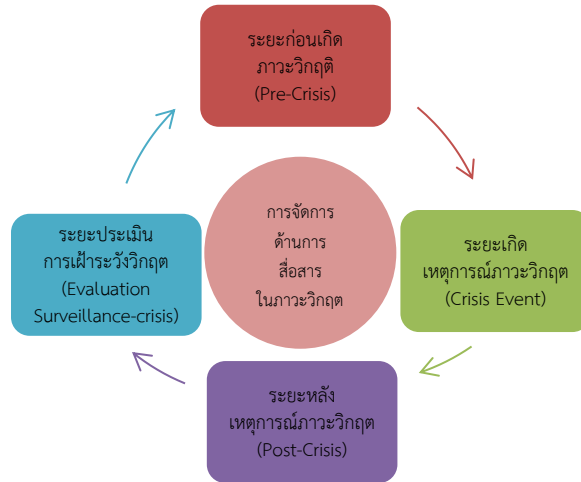 ระยะก่อนเกิด
ภาวะวิกฤติ
(Pre-Crisis)
การจัดการ
ด้านการ
สื่อสาร
ในภาวะวิกฤต
ระยะเกิด
เหตุการณ์ภาวะวิกฤต
(Crisis Event)
ระยะหลัง
เหตุการณ์ภาวะวิกฤต
(Post-Crisis)
ระยะประเมิน
การเฝ้าระวังวิกฤต
(Evaluation
Surveillance-crisis)